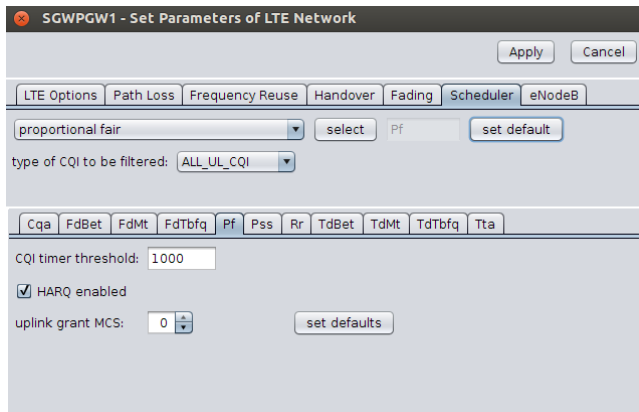 SGWPGW1 - Set Parameters of LTE Network
Apply Cancel
LTE Options Path Loss Frequency Reuse Handover Fading Scheduler eNodeB
proportional fair select Pf set default
type of CQI to be filtered: ALL_UL_CQI
Cqa FdBet FdMt FdTbfq Pf Pss Rr TdBet TdMt TdTbfq Tta
CQI timer threshold: 1000
HARQ enabled
uplink grant MCS: 0 set defaults